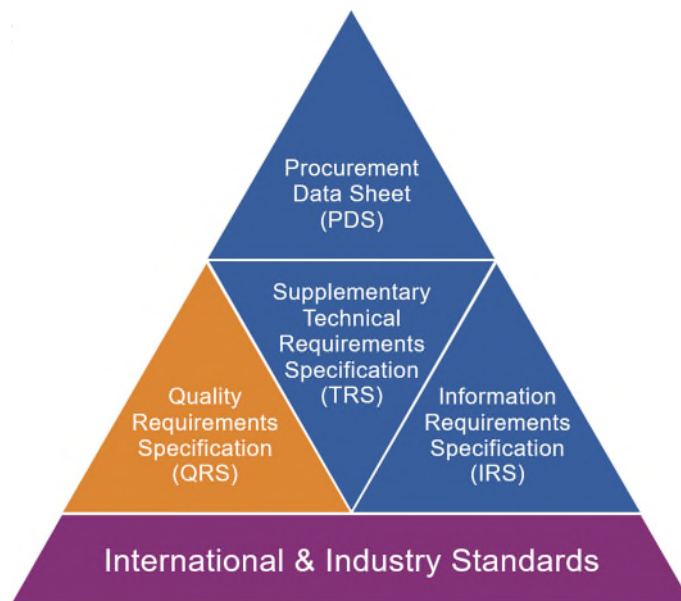 Procurement
Data Sheet
(PDS)
Supplementary
Technical
Requirements
Specification
(TRS)
Quality
Requirements
Specification
(QRS)
Information
Requirements
Specification
(IRS)
International & Industry Standards